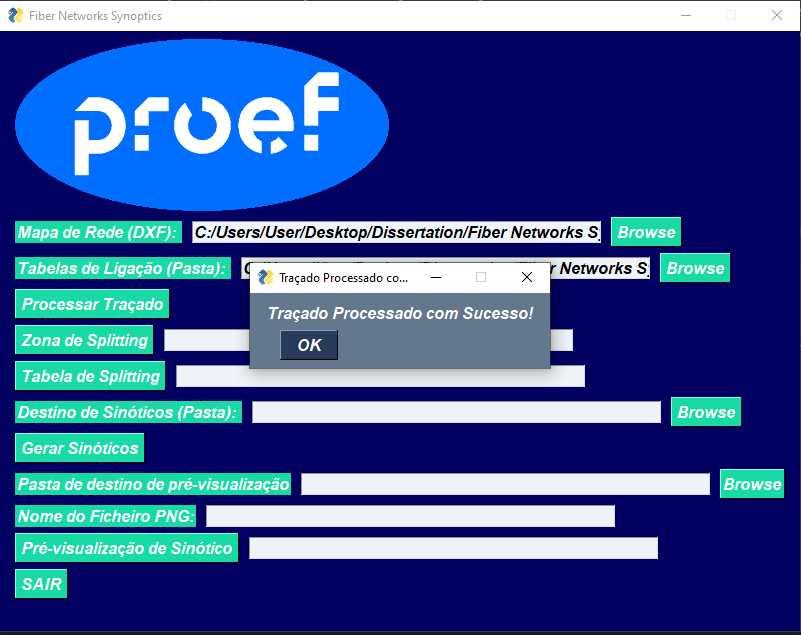 Fiber Networks Synoptics
proef
Mapa de Rede (DXF): C:/Users/User/Desktop/Dissertation/Fiber Networks S Browse
Tabelas de Ligação (Pasta): Fiber Networks S Browse
Traçado Processado co...
Processar Traçado
Traçado Processado com Sucesso!
Zona de Splitting
OK
Tabela de Splitting
Destino de Sinóticos (Pasta): Browse
Gerar Sinóticos
Pasta de destino de pré-visualização Browse
Nome do Ficheiro PNG:
Pré-visualização de Sinótico
SAIR